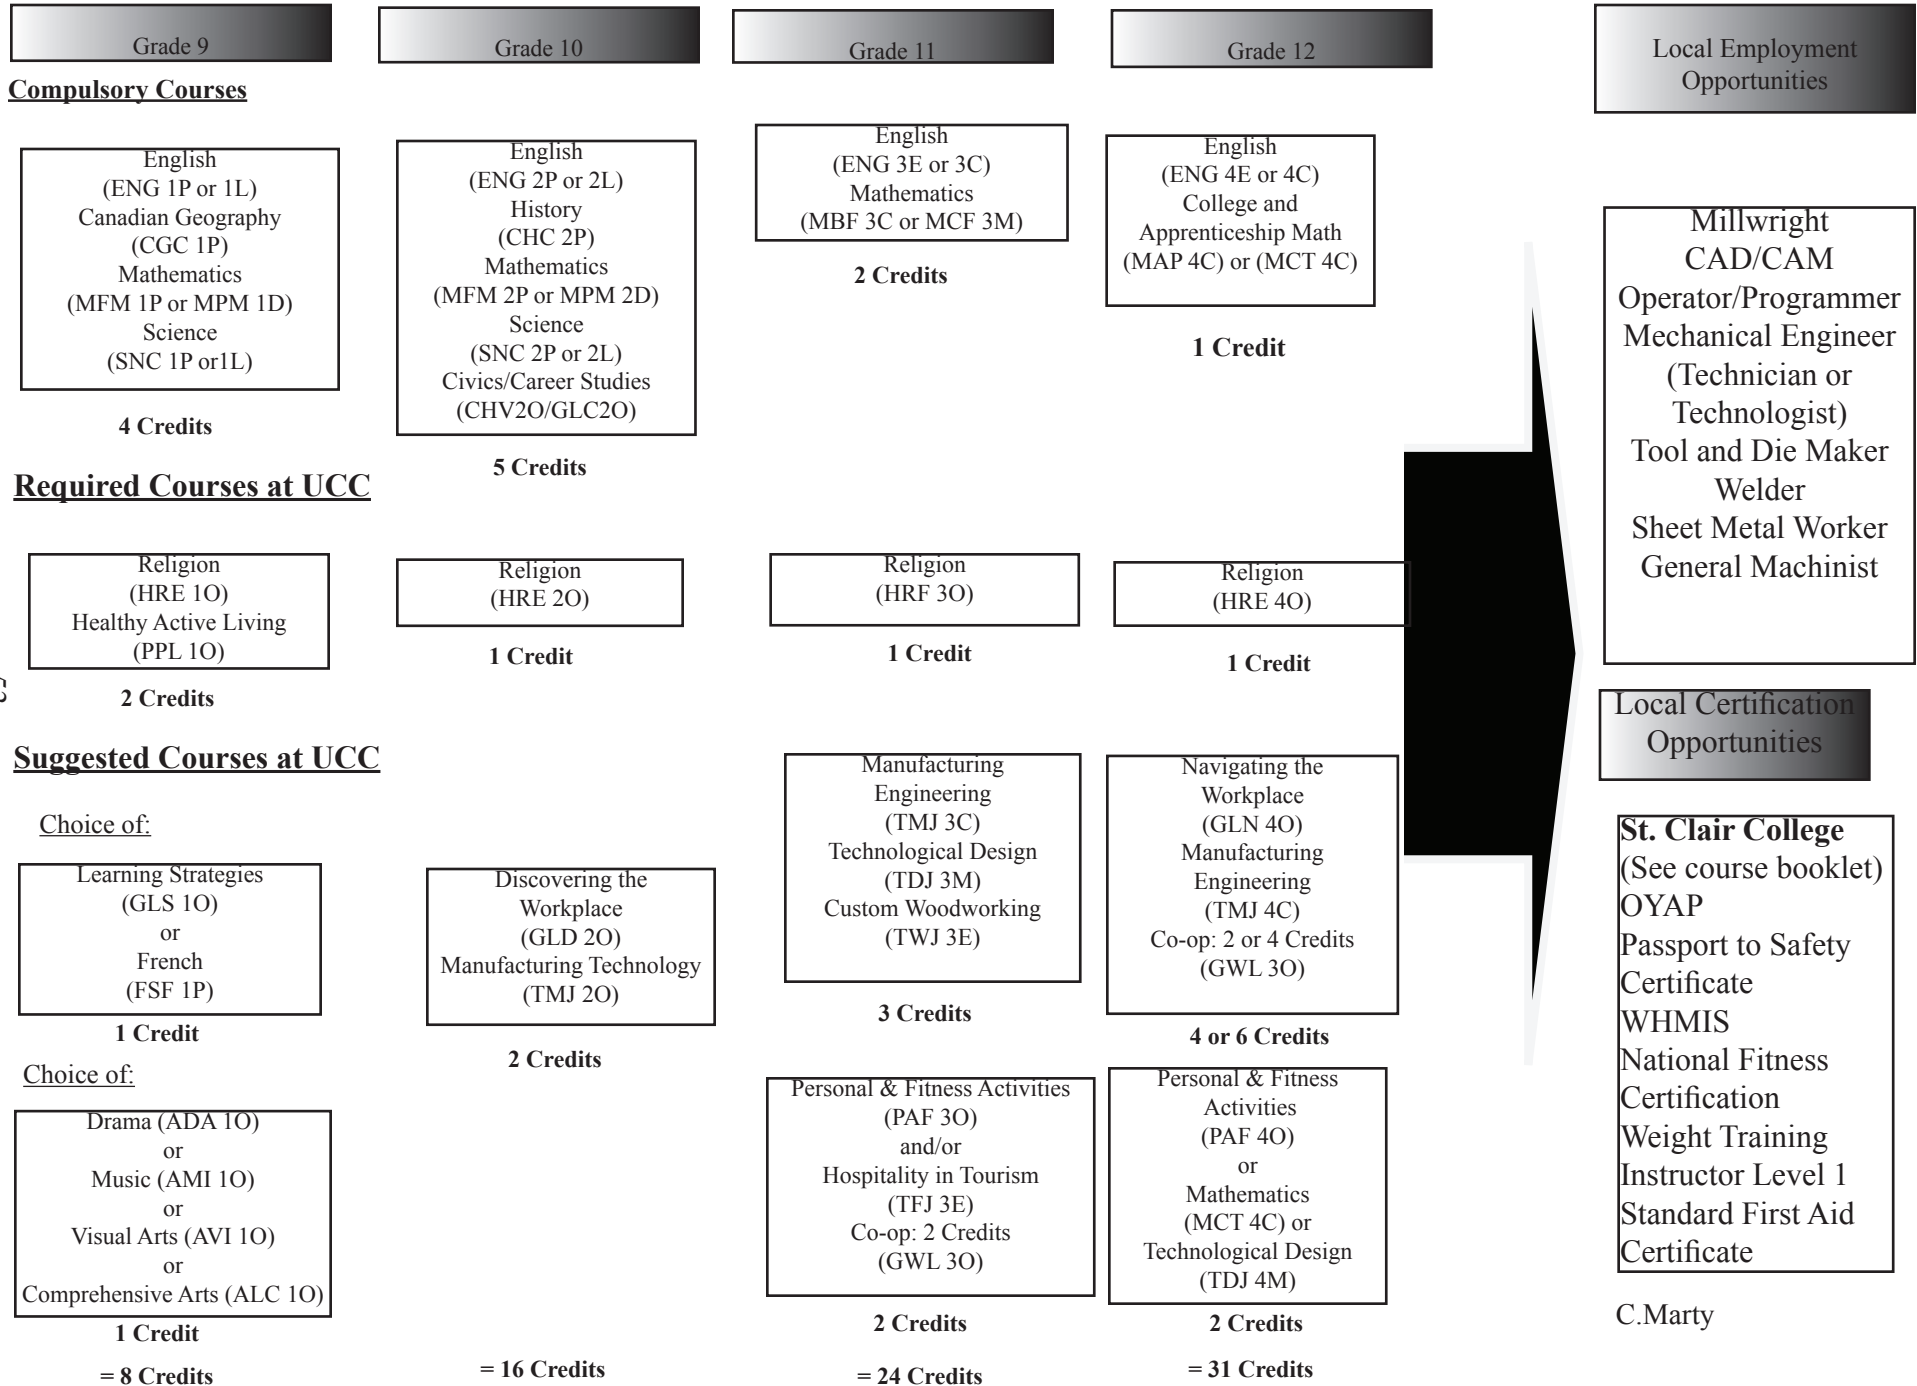 Grade 9
Grade 10
Grade 11
Grade 12
Local Employment
Opportunities
Compulsory Courses
English
(ENG 1P or 1L)
Canadian Geography
(CGC 1P)
Mathematics
(MFM 1P or MPM 1D)
Science
(SNC 1P or1L)
4 Credits
English
(ENG 2P or 2L)
History
(CHC 2P)
Mathematics
(MFM 2P or MPM 2D)
Science
(SNC 2P or 2L)
Civics/Career Studies
(CHV2O/GLC2O)
5 Credits
English
(ENG 3E or 3C)
Mathematics
(MBF 3C or MCF 3M)
2 Credits
English
(ENG 4E or 4C)
College and
Apprenticeship Math
(MAP 4C) or (MCT 4C)
1 Credit
Millwright
CAD/CAM
Operator/Programmer
Mechanical Engineer
(Technician or
Technologist)
Tool and Die Maker
Welder
Sheet Metal Worker
General Machinist
Required Courses at UCC
Religion
(HRE 1O)
Healthy Active Living
(PPL 1O)
2 Credits
Religion
(HRE 2O)
1 Credit
Religion
(HRF 3O)
1 Credit
Religion
(HRE 4O)
1 Credit
Local Certification
Opportunities
Suggested Courses at UCC
Choice of:
Learning Strategies
(GLS 1O)
or
French
(FSF 1P)
1 Credit
Choice of:
Drama (ADA 1O)
or
Music (AMI 1O)
or
Visual Arts (AVI 1O)
or
Comprehensive Arts (ALC 1O)
1 Credit
= 8 Credits
Discovering the
Workplace
(GLD 2O)
Manufacturing Technology
(TMJ 2O)
2 Credits
= 16 Credits
Manufacturing
Engineering
(TMJ 3C)
Technological Design
(TDJ 3M)
Custom Woodworking
(TWJ 3E)
3 Credits
Personal & Fitness Activities
(PAF 3O)
and/or
Hospitality in Tourism
(TFJ 3E)
Co-op: 2 Credits
(GWL 3O)
2 Credits
= 24 Credits
Navigating the
Workplace
(GLN 4O)
Manufacturing
Engineering
(TMJ 4C)
Co-op: 2 or 4 Credits
(GWL 3O)
4 or 6 Credits
Personal & Fitness
Activities
(PAF 4O)
or
Mathematics
(MCT 4C) or
Technological Design
(TDJ 4M)
2 Credits
= 31 Credits
St. Clair College
(See course booklet)
OYAP
Passport to Safety
Certificate
WHMIS
National Fitness
Certification
Weight Training
Instructor Level 1
Standard First Aid
Certificate
C.Marty